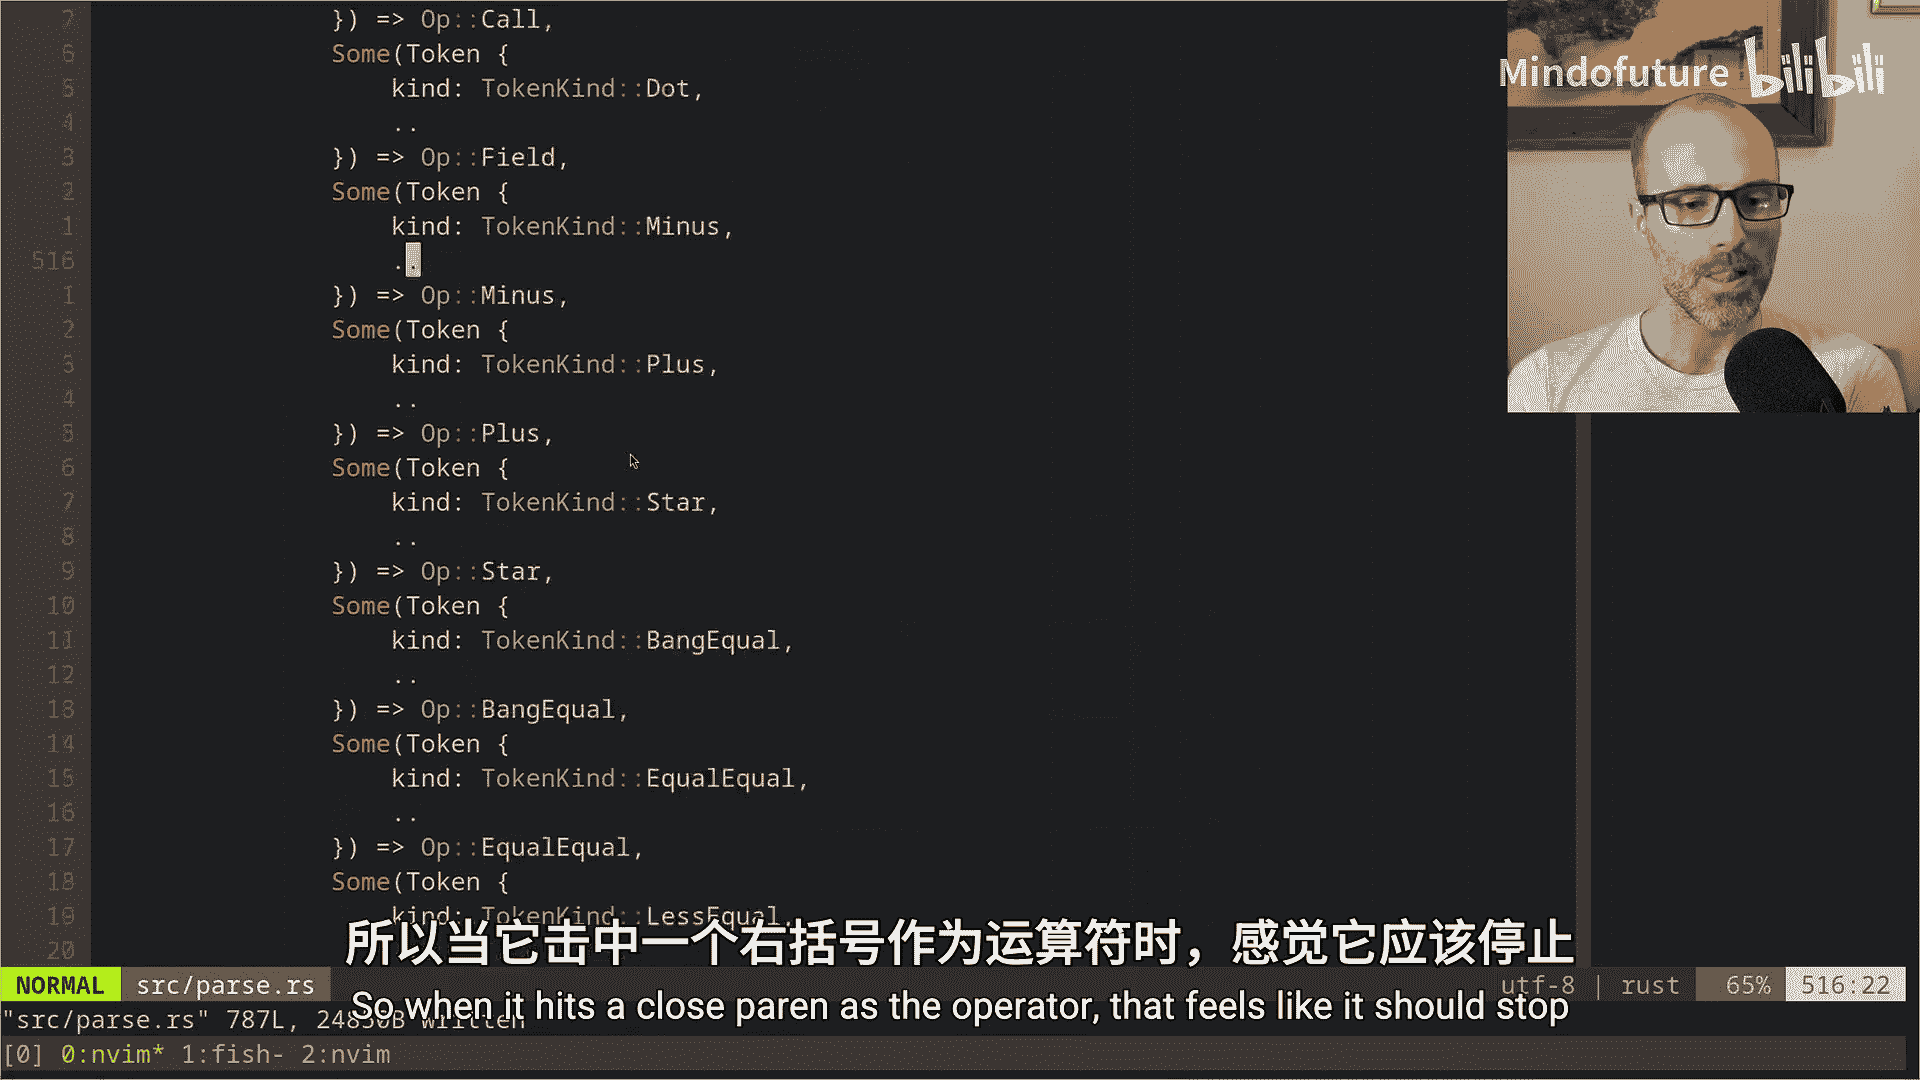 7 }) => Op::Call,
6 Some(Token {
5 kind: TokenKind::Dot,
4 ..
3 }) => Op::Field,
2 Some(Token {
1 kind: TokenKind::Minus,
516 ..
1 }) => Op::Minus,
2 Some(Token {
3 kind: TokenKind::Plus,
4 ..
5 }) => Op::Plus,
6 Some(Token {
7 kind: TokenKind::Star,
8 ..
9 }) => Op::Star,
10 Some(Token {
11 kind: TokenKind::BangEqual,
12 ..
13 }) => Op::BangEqual,
14 Some(Token {
15 kind: TokenKind::EqualEqual,
16 ..
17 }) => Op::EqualEqual,
18 Some(Token {
19 kind: TokenKind::LessEqual,
20
Mindofuture bilibili
所以当它击中一个右括号作为运算符时，感觉它应该停止
NORMAL src/parse.rs utf-8 | rust 65% 516:22
So when it hits a close paren as the operator, that feels like it should stop
"src/parse.rs" 787L, written
[0] 0:nvim* 1:fish- 2:nvim